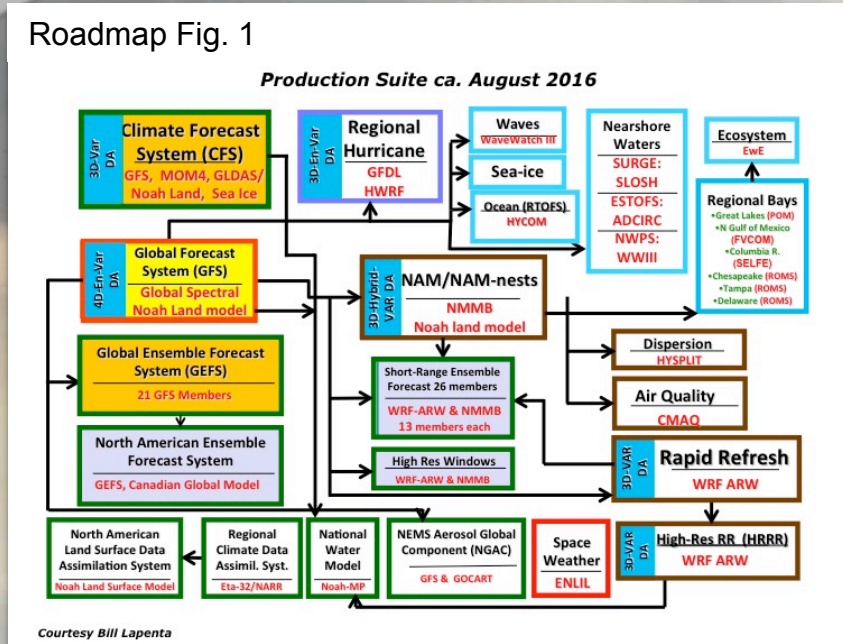 Roadmap Fig. 1
Production Suite ca. August 2016
3D-Var
DA
Climate Forecast
System (CFS)
GFS, MOM4, GLDAS/
Noah Land, Sea Ice
3D-En-Var
DA
Regional
Hurricane
GFDL
HWRF
Waves
WaveWatch III
Sea-ice
Ocean (RTOFS)
HYCOM
Nearshore
Waters
SURGE:
SLOSH
ESTOFS:
ADCIRC
NWPS:
WWIII
Ecosystem
EwE
Regional Bays
•Great Lakes (POM)
•N Gulf of Mexico
(FVCOM)
•Columbia R.
(SELFE)
•Chesapeake (ROMS)
•Tampa (ROMS)
•Delaware (ROMS)
4D-En-Var
DA
Global Forecast
System (GFS)
Global Spectral
Noah Land model
3D-Hybrid-
VAR DA
NAM/NAM-nests
NMMB
Noah land model
Global Ensemble Forecast
System (GEFS)
21 GFS Members
Short-Range Ensemble
Forecast 26 members
WRF-ARW & NMMB
13 members each
Dispersion
HYSPLIT
Air Quality
CMAQ
North American Ensemble
Forecast System
GEFS, Canadian Global Model
High Res Windows
WRF-ARW & NMMB
3D-VAR
DA
Rapid Refresh
WRF ARW
North American
Land Surface Data
Assimilation System
Noah Land Surface Model
Regional
Climate Data
Assimil. Syst.
Eta-32/NARR
National
Water
Model
Noah-MP
NEMS Aerosol Global
Component (NGAC)
GFS & GOCART
Space
Weather
ENLIL
3D-VAR
DA
High-Res RR (HRRR)
WRF ARW
Courtesy Bill Lapenta